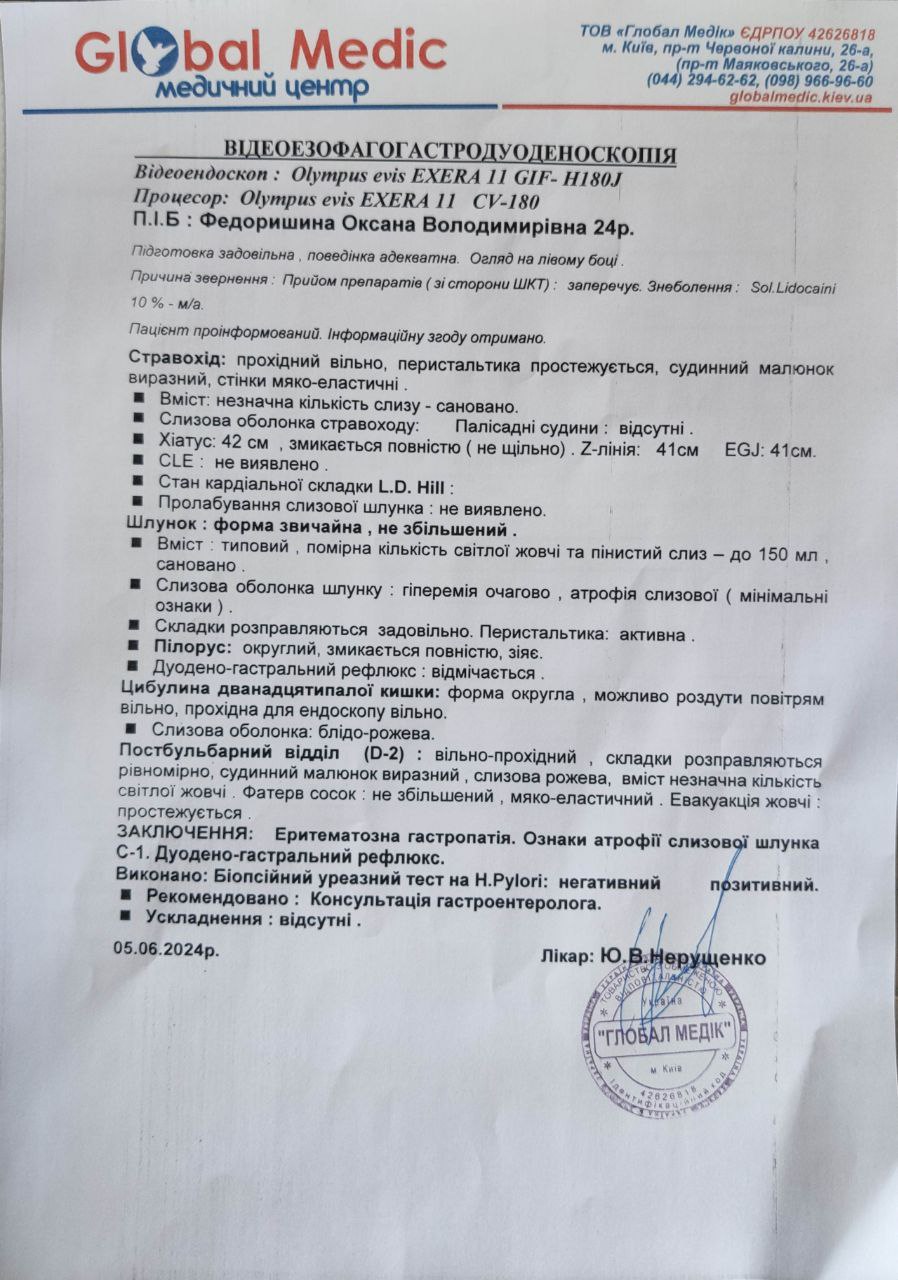 Global Medic
медичний центр
ТОВ «Глобал Медік» ЄДРПОУ 42626818
м. Київ, пр-т Червоної калини, 26-а,
(пр-т Маяковського, 26-а)
(044) 294-62-62, (098) 966-96-60
globalmedic.kiev.ua
ВІДЕОЕЗОФАГОГАСТРОДУОДЕНОСКОПІЯ
Відеоендоскоп : Olympus evis EXERA 11 GIF- H180J
Процесор: Olympus evis EXERA 11 CV-180
П.І.Б : Федоришина Оксана Володимирівна 24р.
Підготовка задовільна , поведінка адекватна. Огляд на лівому боці .
Причина звернення : Прийом препаратів ( зі сторони ШКТ) : заперечує. Знеболення : Sol.Lidocaini
10 % - м/а.
Пацієнт проінформований. Інформаційну згоду отримано.
Стравохід: прохідний вільно, перистальтика простежується, судинний малюнок
виразний, стінки мяко-еластичні .
■ Вміст: незначна кількість слизу - сановано.
■ Слизова оболонка стравоходу: Палісадні судини : відсутні .
■ Хіатус: 42 см , змикається повністю ( не щільно) . Z-лінія: 41см EGJ: 41см.
■ CLE : не виявлено .
■ Стан кардіальної складки L.D. Hill :
■ Пролабування слизової шлунка : не виявлено.
Шлунок : форма звичайна , не збільшений .
■ Вміст : типовий , помірна кількість світлої жовчі та пінистий слиз – до 150 мл ,
сановано .
■ Слизова оболонка шлунку : гіперемія очагово , атрофія слизової ( мінімальні
ознаки ) .
■ Складки розправляються задовільно. Перистальтика: активна .
■ Пілорус: округлий, змикається повністю, зіяє.
■ Дуодено-гастральний рефлюкс : відмічається .
Цибулина дванадцятипалої кишки: форма округла , можливо роздути повітрям
вільно, прохідна для ендоскопу вільно.
■ Слизова оболонка: блідо-рожева.
Постбульбарний відділ (D-2) : вільно-прохідний , складки розправляються
рівномірно, судинний малюнок виразний , слизова рожева, вміст незначна кількість
світлої жовчі . Фатерв сосок : не збільшений , мяко-еластичний . Евакуація жовчі :
простежується .
ЗАКЛЮЧЕННЯ: Еритематозна гастропатія. Ознаки атрофії слизової шлунка
С-1. Дуодено-гастральний рефлюкс.
Виконано: Біопсійний уреазний тест на H.Pylori: негативний позитивний.
■ Рекомендовано : Консультація гастроентеролога.
■ Ускладнення : відсутні .
05.06.2024р.
Лікар: Ю.В.Нерущенко
ТОВАРИСТВО З ОБМЕЖЕНОЮ
ВІДПОВІДАЛЬНІСТЮ
Україна
"ГЛОБАЛ МЕДІК"
м. Київ
42626818
Ідентифікаційний код